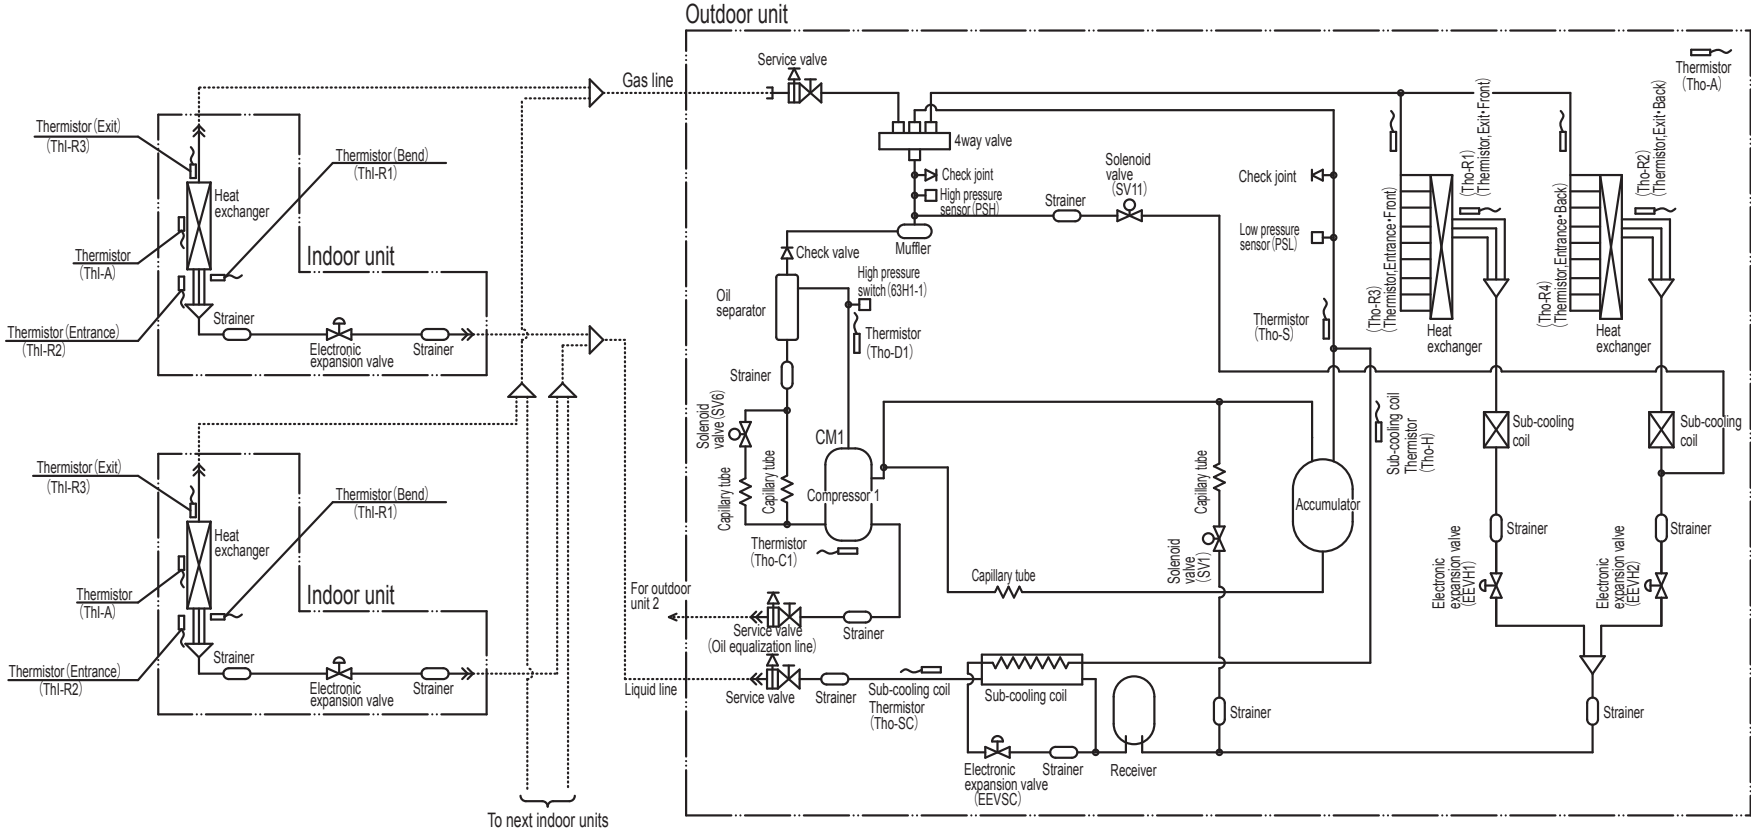 Outdoor unit
Service valve
Gas line
Thermistor
(Tho-A)
4way valve
Check joint
High pressure
sensor (PSH)
Muffler
Strainer
Solenoid
valve
(SV11)
Check joint
Low pressure
sensor (PSL)
Thermistor
(Tho-S)
(Tho-R3)
(Thermistor,Entrance・Front)
(Tho-R1)
(Thermistor,Exit・Front)
Heat
exchanger
(Tho-R4)
(Thermistor,Entrance・Back)
(Tho-R2)
(Thermistor,Exit・Back)
Heat
exchanger
Thermistor (Exit)
(ThI-R3)
Thermistor (Bend)
(ThI-R1)
Heat
exchanger
Thermistor
(ThI-A)
Indoor unit
Thermistor (Entrance)
(ThI-R2)
Strainer
Electronic
expansion valve
Strainer
Check valve
Oil
separator
High pressure
switch (63H1-1)
Thermistor
(Tho-D1)
Strainer
Solenoid
valve (SV6)
Capillary tube
Capillary tube
CM1
Compressor 1
Thermistor
(Tho-C1)
Capillary tube
Solenoid
valve
(SV1)
Capillary tube
Accumulator
Sub-cooling coil
Thermistor
(Tho-H)
Sub-cooling
coil
Sub-cooling
coil
Strainer
Strainer
Electronic
expansion valve
(EEVH1)
Electronic
expansion valve
(EEVH2)
Thermistor (Exit)
(ThI-R3)
Thermistor (Bend)
(ThI-R1)
Heat
exchanger
Thermistor
(ThI-A)
Indoor unit
Thermistor (Entrance)
(ThI-R2)
Strainer
Electronic
expansion valve
Strainer
For outdoor
unit 2
Service valve
(Oil equalization line)
Strainer
Liquid line
Service valve
Strainer
Sub-cooling coil
Thermistor
(Tho-SC)
Sub-cooling coil
Electronic
expansion valve
(EEVSC)
Strainer
Receiver
Strainer
Strainer
To next indoor units